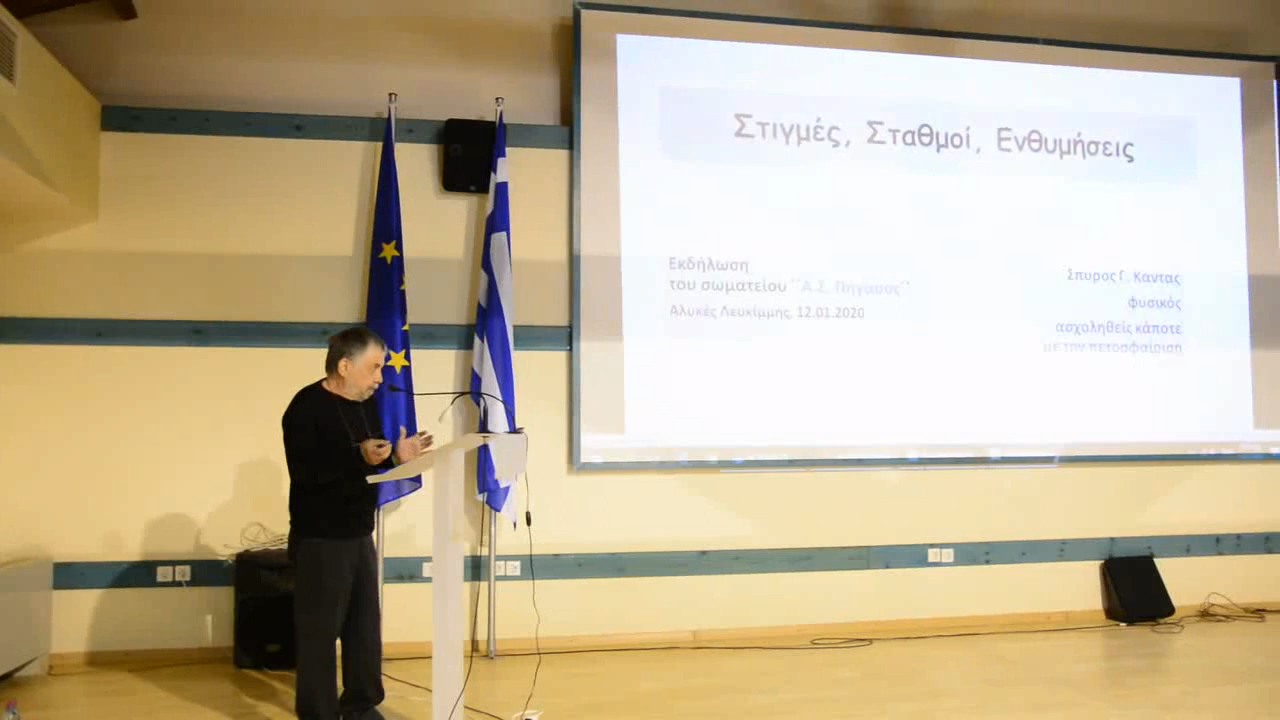 Στιγμές, Σταθμοί, Ενθυμήσεις
Εκδήλωση
του σωματείου ΄΄Α.Σ. Πήγασος΄΄
Αλυκές Λευκίμμης, 12.01.2020
Σπυρος Γ. Καντας
φυσικός
ασχοληθείς κάποτε
με την πετοσφαίριση